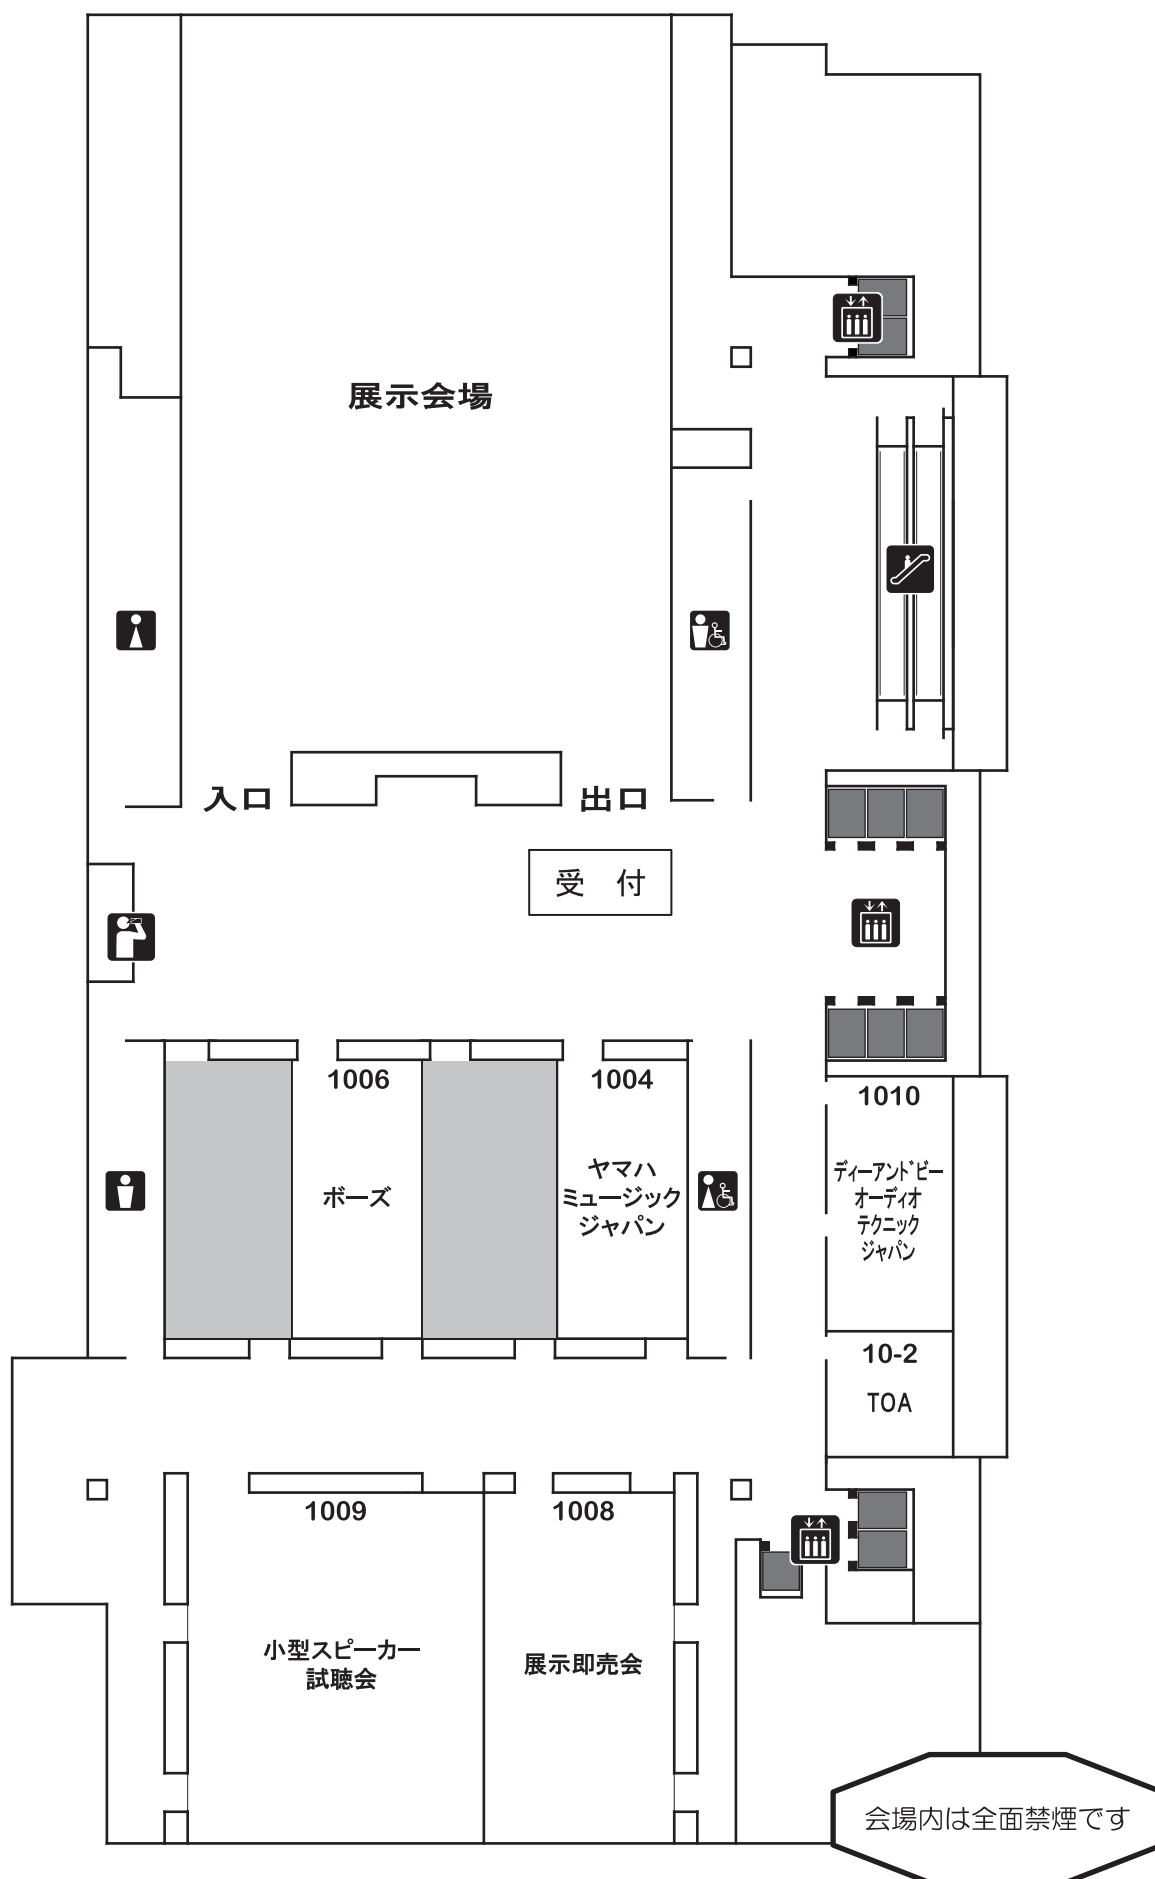 展示会場
入口
出口
受 付
1006
1004
1010
ボーズ
ヤマハ
ミュージック
ジャパン
ディーアンドビー
オーディオ
テクニック
ジャパン
10-2
TOA
1009
1008
小型スピーカー
試聴会
展示即売会
会場内は全面禁煙です